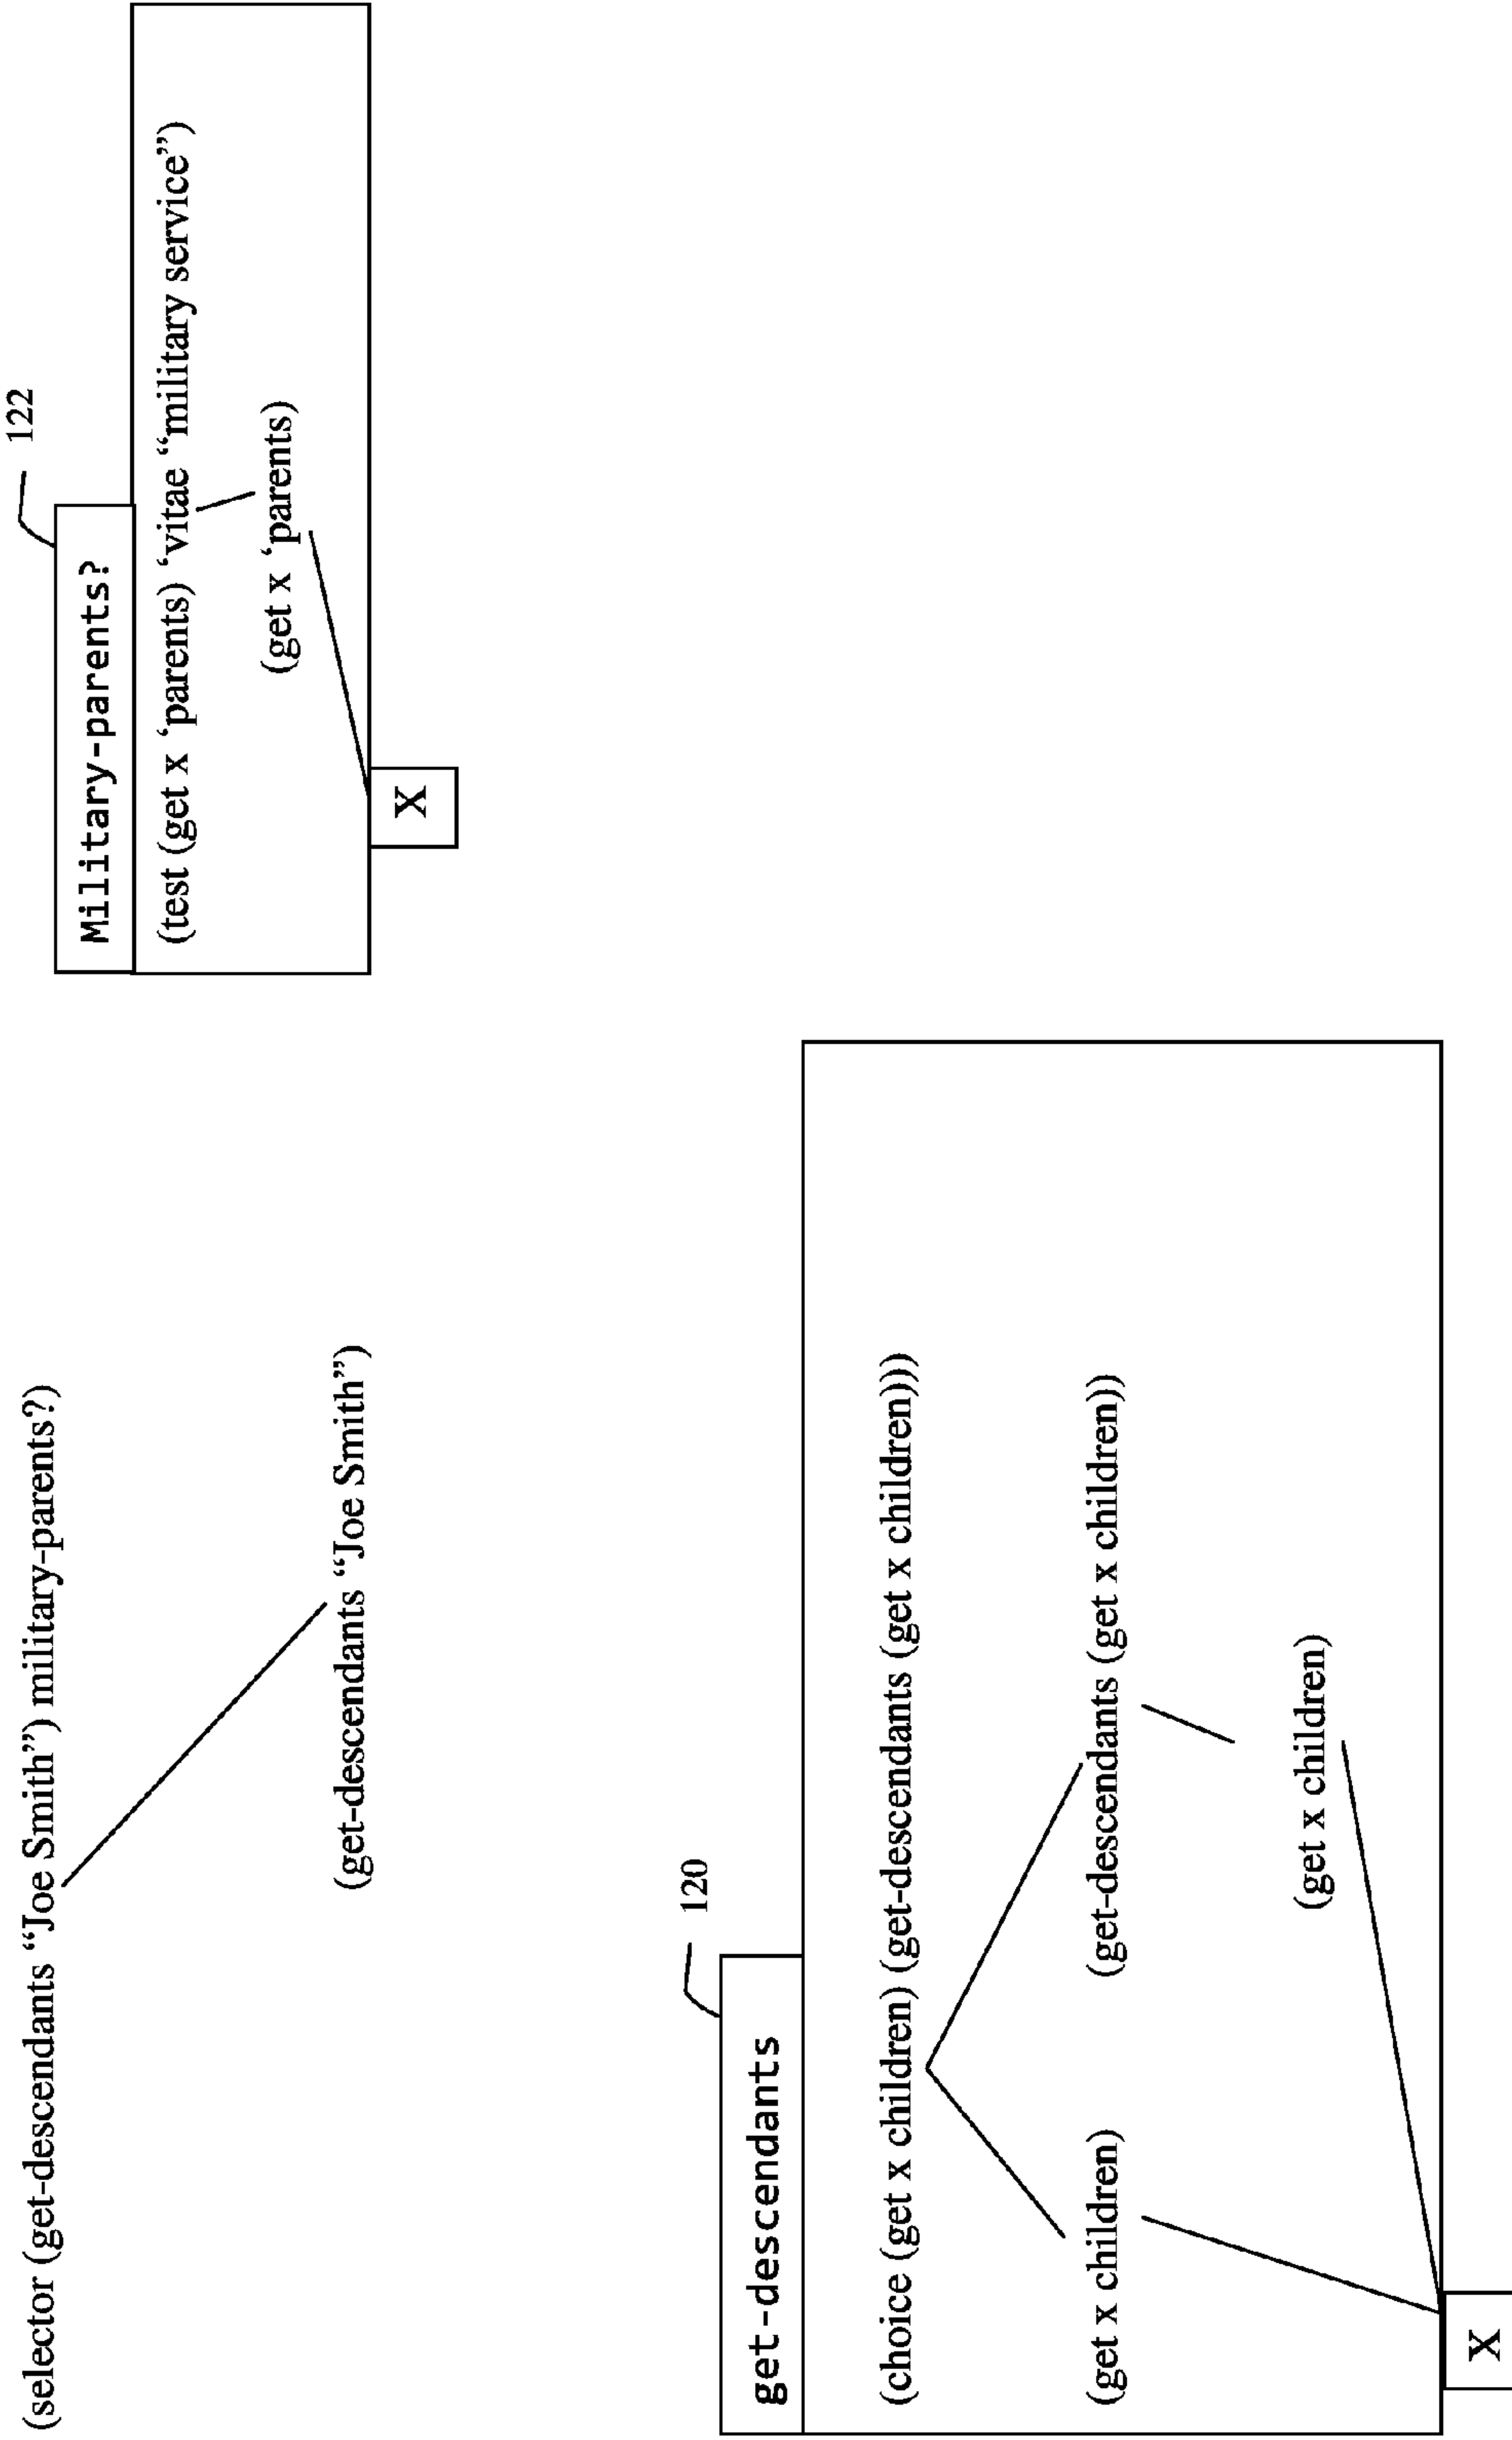 (selector (get-descendants “Joe Smith”) military-parents?)
(get-descendants “Joe Smith”)
122
Military-parents?
(test (get x ‘parents) ‘vitae “military service”)
(get x ‘parents)
X
120
get-descendants
(choice (get x children) (get-descendants (get x children)))
(get x children)
(get-descendants (get x children))
(get x children)
X